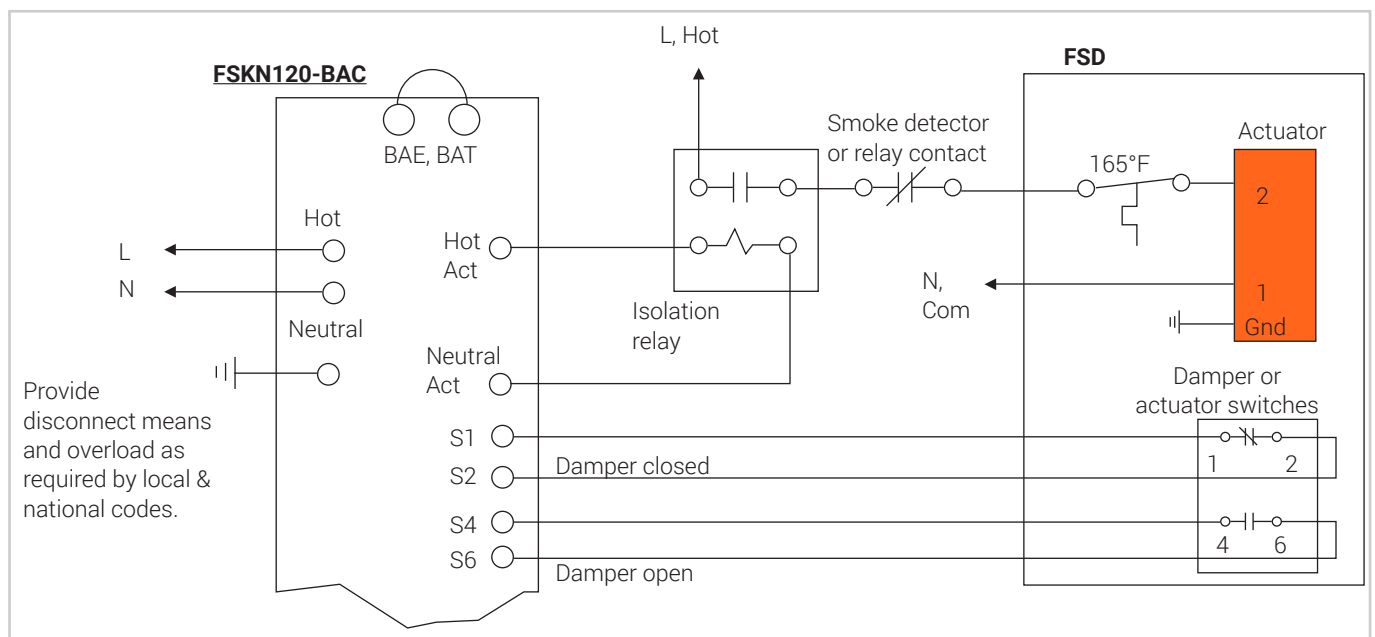 L, Hot
FSKN120-BAC
FSD
BAE, BAT
Smoke detector
or relay contact
165°F
Actuator
2
Hot
L
Hot
Act
N
N,
Com
1
Neutral
Isolation
relay
Gnd
Neutral
Act
Provide
disconnect means
and overload as
required by local &
national codes.
Damper or
actuator switches
S1
1 2
S2
Damper closed
S4
4 6
S6
Damper open